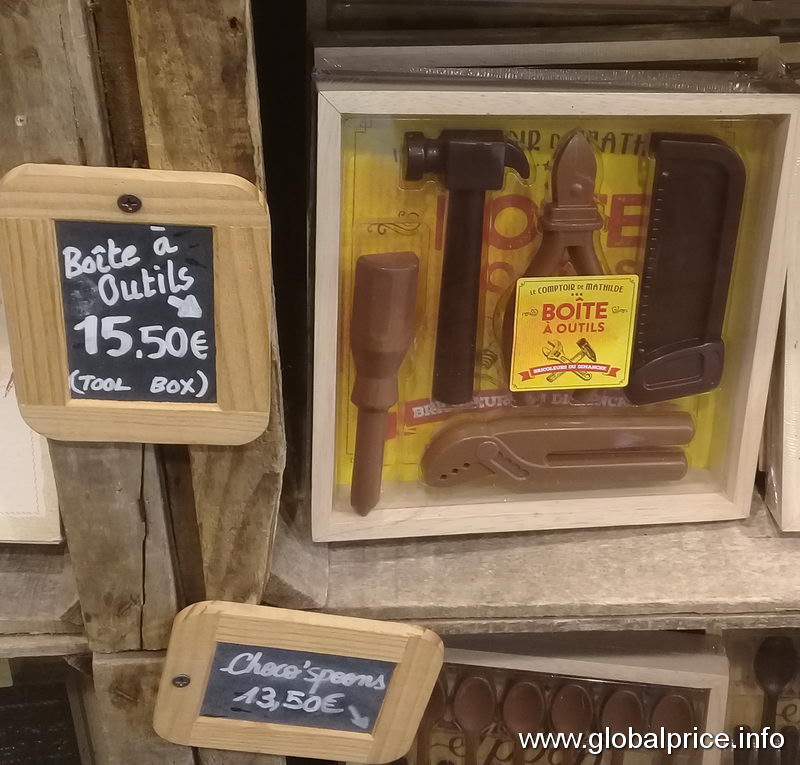 Boîte à
Outils
15.50€
(TOOL BOX)
LE COMPTOIR DE MATHILDE
BOÎTE
À OUTILS
BRICOLEURS DU DIMANCHE
Choco'spoons
13,50€
www.globalprice.info